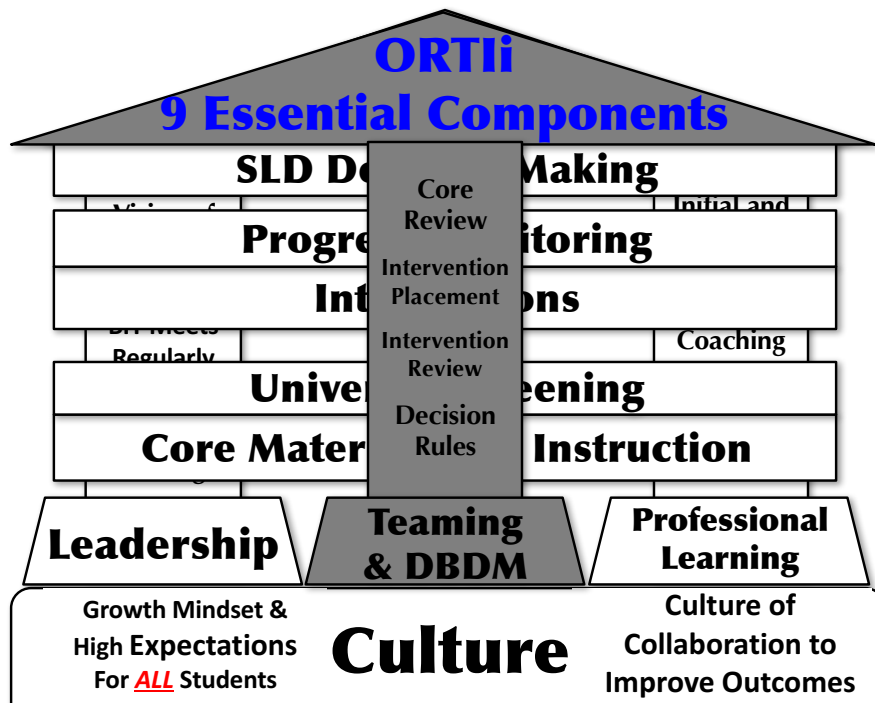 ORTIi
9 Essential Components
SLD De Making
Core
Review
Initial and
Progre itoring
Intervention
Placement
Int ons
Meets
Regularly
Intervention
Review
Coaching
Unive eening
Decision
Rules
Core Mater Instruction
Leadership
Teaming
& DBDM
Professional
Learning
Growth Mindset &
High Expectations
For ALL Students
Culture
Culture of
Collaboration to
Improve Outcomes